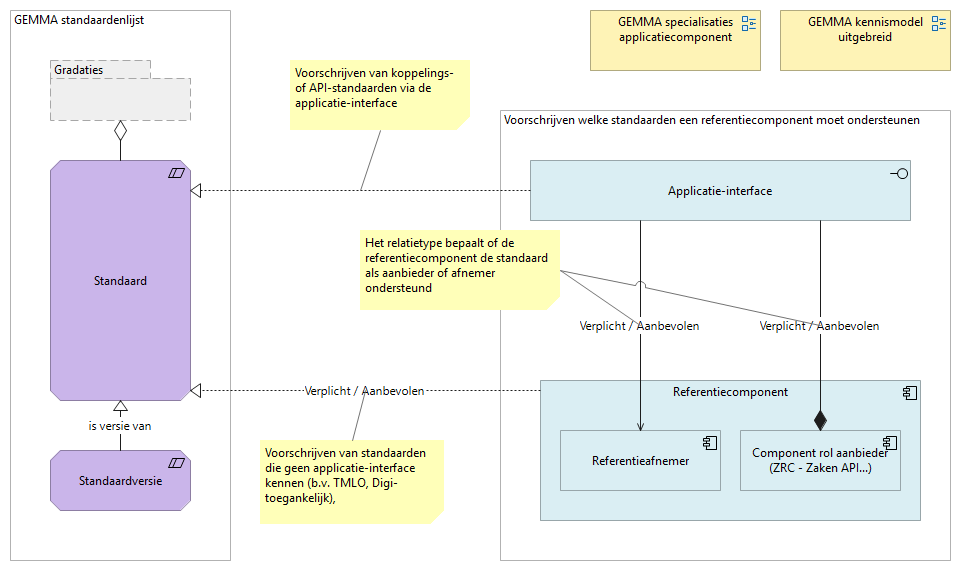 GEMMA standaardenlijst
GEMMA specialisaties
applicatiecomponent
GEMMA kennismodel
uitgebreid
Gradaties
Voorschrijven van koppelings-
of API-standaarden via de
applicatie-interface
Voorschrijven welke standaarden een referentiecomponent moet ondersteunen
Applicatie-interface
Het relatietype bepaalt of de
referentiecomponent de standaard
als aanbieder of afnemer
ondersteund
Standaard
Verplicht / Aanbevolen
Verplicht / Aanbevolen
Verplicht / Aanbevolen
Referentiecomponent
is versie van
Voorschrijven van standaarden
die geen applicatie-interface
kennen (b.v. TMLO, Digi-
toegankelijk),
Referentieafnemer
Component rol aanbieder
(ZRC - Zaken API...)
Standaardversie